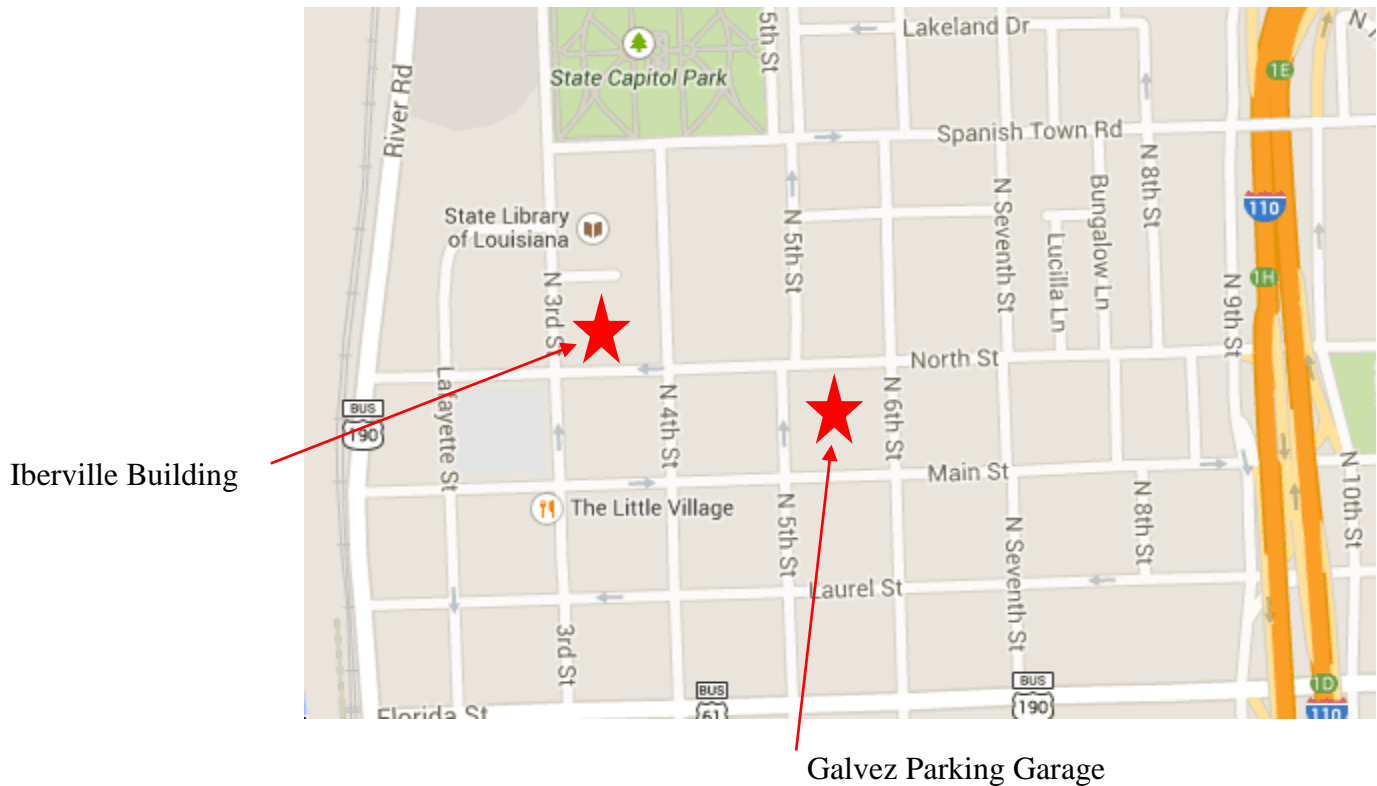 5th St
Lakeland Dr
N
1E
State Capitol Park
River Rd
Spanish Town Rd
N 8th St
110
State Library
of Louisiana
N 5th St
N Seventh St
Bungalow Ln
Lucilla Ln
1H
N 3rd St
N 9th St
North St
Lafayette St
BUS
190
N 4th St
N 6th St
Iberville Building
Main St
The Little Village
N 5th St
N Seventh St
N 8th St
N 10th St
Laurel St
3rd St
BUS
61
BUS
190
1D
110
Florida St
Galvez Parking Garage